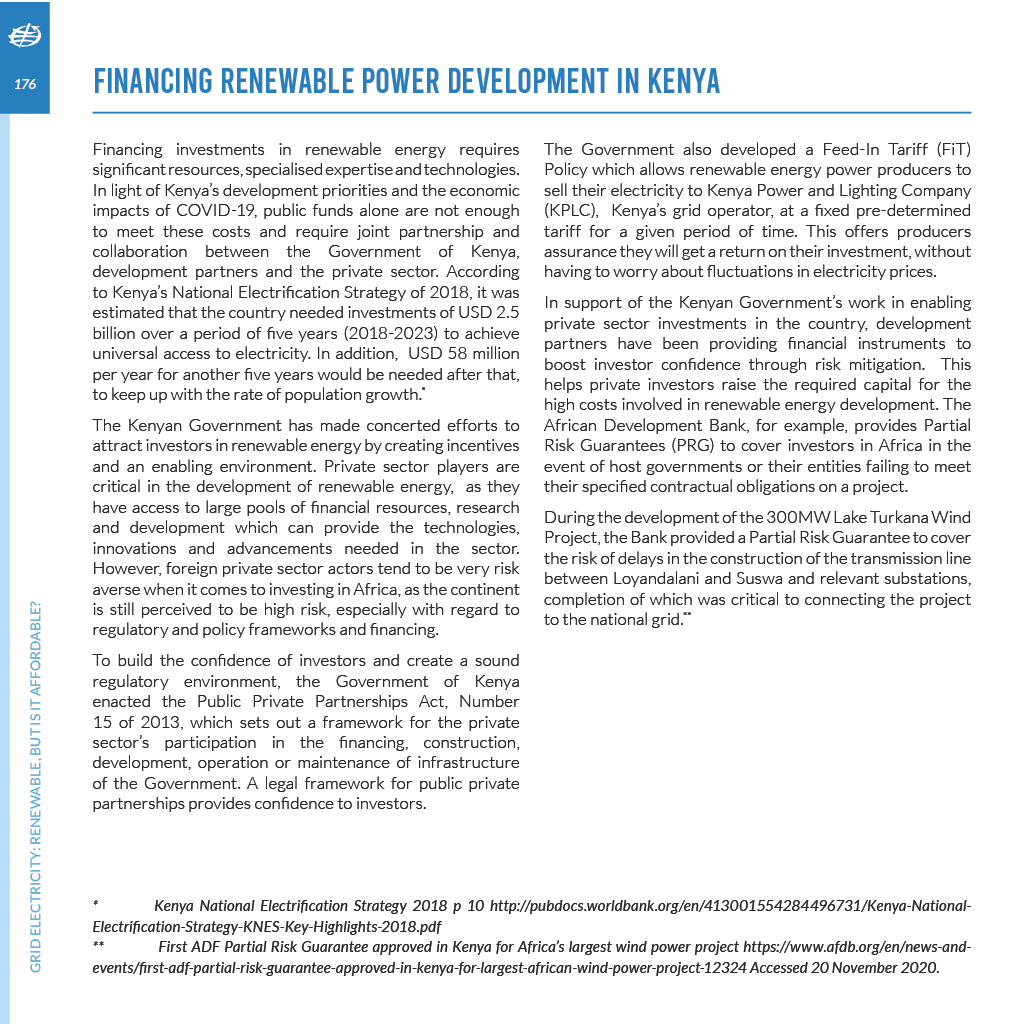 176
FINANCING RENEWABLE POWER DEVELOPMENT IN KENYA
Financing investments in renewable energy requires
significant resources, specialised expertise and technologies.
In light of Kenya's development priorities and the economic
impacts of COVID-19, public funds alone are not enough
to meet these costs and require joint partnership and
collaboration between the Government of Kenya,
development partners and the private sector. According
to Kenya's National Electrification Strategy of 2018, it was
estimated that the country needed investments of USD 2.5
billion over a period of five years (2018-2023) to achieve
universal access to electricity. In addition, USD 58 million
per year for another five years would be needed after that,
to keep up with the rate of population growth.*
The Kenyan Government has made concerted efforts to
attract investors in renewable energy by creating incentives
and an enabling environment. Private sector players are
critical in the development of renewable energy, as they
have access to large pools of financial resources, research
and development which can provide the technologies,
innovations and advancements needed in the sector.
However, foreign private sector actors tend to be very risk
averse when it comes to investing in Africa, as the continent
is still perceived to be high risk, especially with regard to
regulatory and policy frameworks and financing.
To build the confidence of investors and create a sound
regulatory environment, the Government of Kenya
enacted the Public Private Partnerships Act, Number
15 of 2013, which sets out a framework for the private
sector's participation in the financing, construction,
development, operation or maintenance of infrastructure
of the Government. A legal framework for public private
partnerships provides confidence to investors.
The Government also developed a Feed-In Tariff (FiT)
Policy which allows renewable energy power producers to
sell their electricity to Kenya Power and Lighting Company
(KPLC), Kenya's grid operator, at a fixed pre-determined
tariff for a given period of time. This offers producers
assurance they will get a return on their investment, without
having to worry about fluctuations in electricity prices.
In support of the Kenyan Government's work in enabling
private sector investments in the country, development
partners have been providing financial instruments to
boost investor confidence through risk mitigation. This
helps private investors raise the required capital for the
high costs involved in renewable energy development. The
African Development Bank, for example, provides Partial
Risk Guarantees (PRG) to cover investors in Africa in the
event of host governments or their entities failing to meet
their specified contractual obligations on a project.
During the development of the 300MW Lake Turkana Wind
Project, the Bank provided a Partial Risk Guarantee to cover
the risk of delays in the construction of the transmission line
between Loyandalani and Suswa and relevant substations,
completion of which was critical to connecting the project
to the national grid.**
* Kenya National Electrification Strategy 2018 p 10 http://pubdocs.worldbank.org/en/413001554284496731/Kenya-National-
Electrification-Strategy-KNES-Key-Highlights-2018.pdf
** First ADF Partial Risk Guarantee approved in Kenya for Africa's largest wind power project https://www.afdb.org/en/news-and-
events/first-adf-partial-risk-guarantee-approved-in-kenya-for-largest-african-wind-power-project-12324 Accessed 20 November 2020.
GRID ELECTRICITY: RENEWABLE, BUT IS IT AFFORDABLE?